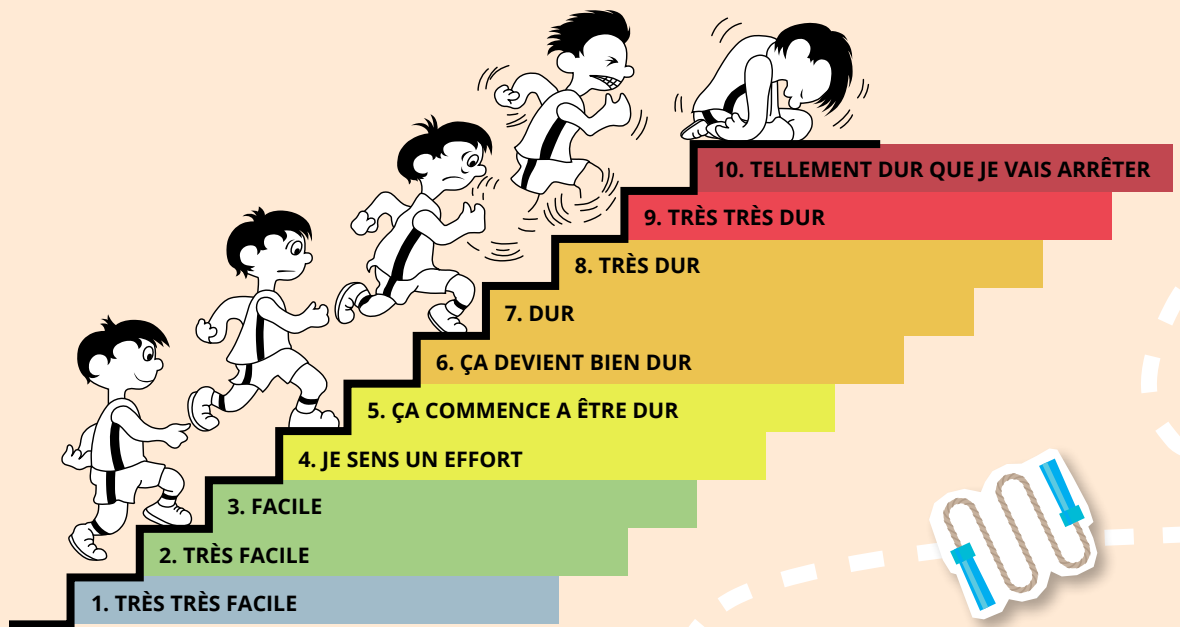 10. TELLEMENT DUR QUE JE VAIS ARRÊTER
9. TRÈS TRÈS DUR
8. TRÈS DUR
7. DUR
6. ÇA DEVIENT BIEN DUR
5. ÇA COMMENCE A ÊTRE DUR
4. JE SENS UN EFFORT
3. FACILE
2. TRÈS FACILE
1. TRÈS TRÈS FACILE